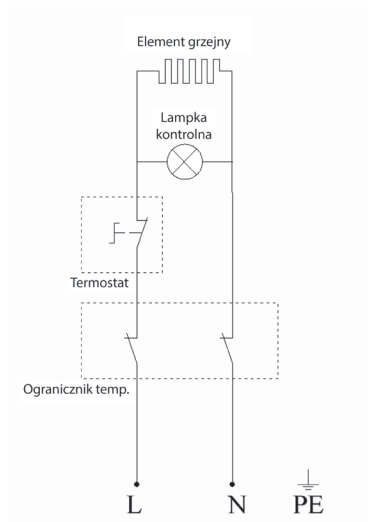 Element grzejny
Lampka
kontrolna
Termostat
Ogranicznik temp.
L N PE